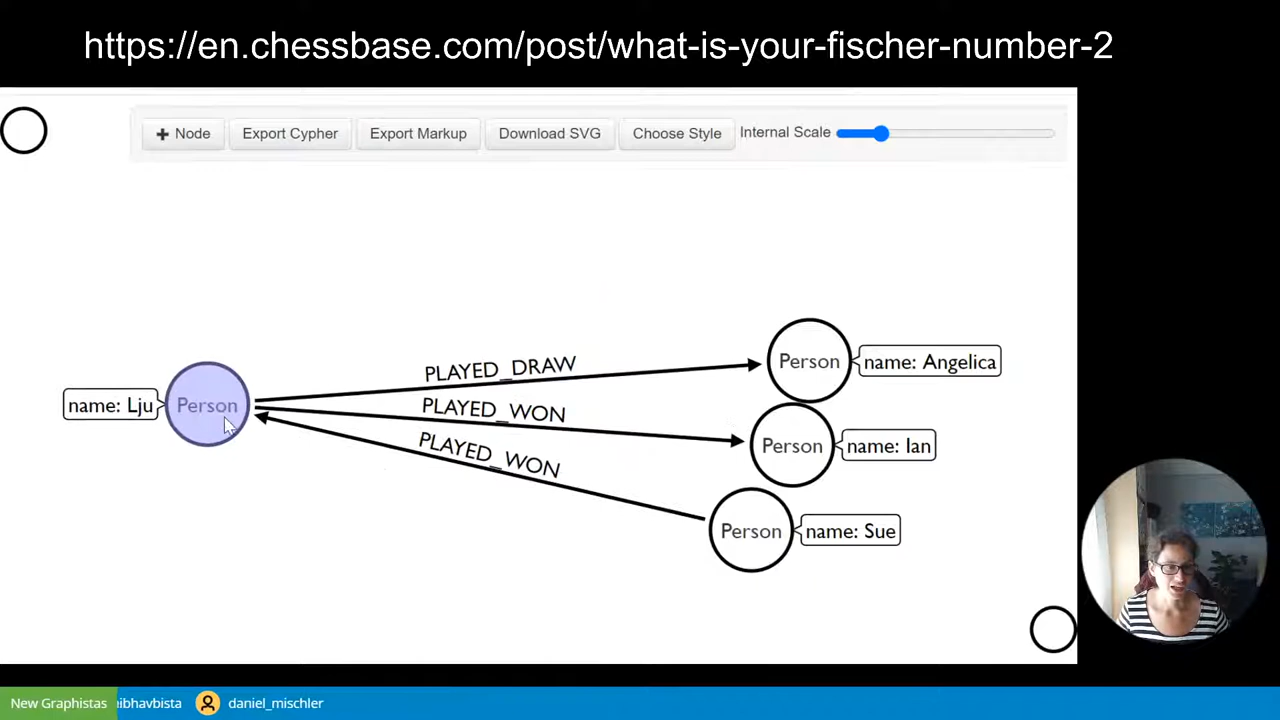 https://en.chessbase.com/post/what-is-your-fischer-number-2
+ Node Export Cypher Export Markup Download SVG Choose Style Internal Scale
PLAYED_DRAW
Person name: Angelica
name: Lju Person
PLAYED_WON
Person name: Ian
PLAYED_WON
Person name: Sue
New Graphistas aibhavbista daniel_mischler